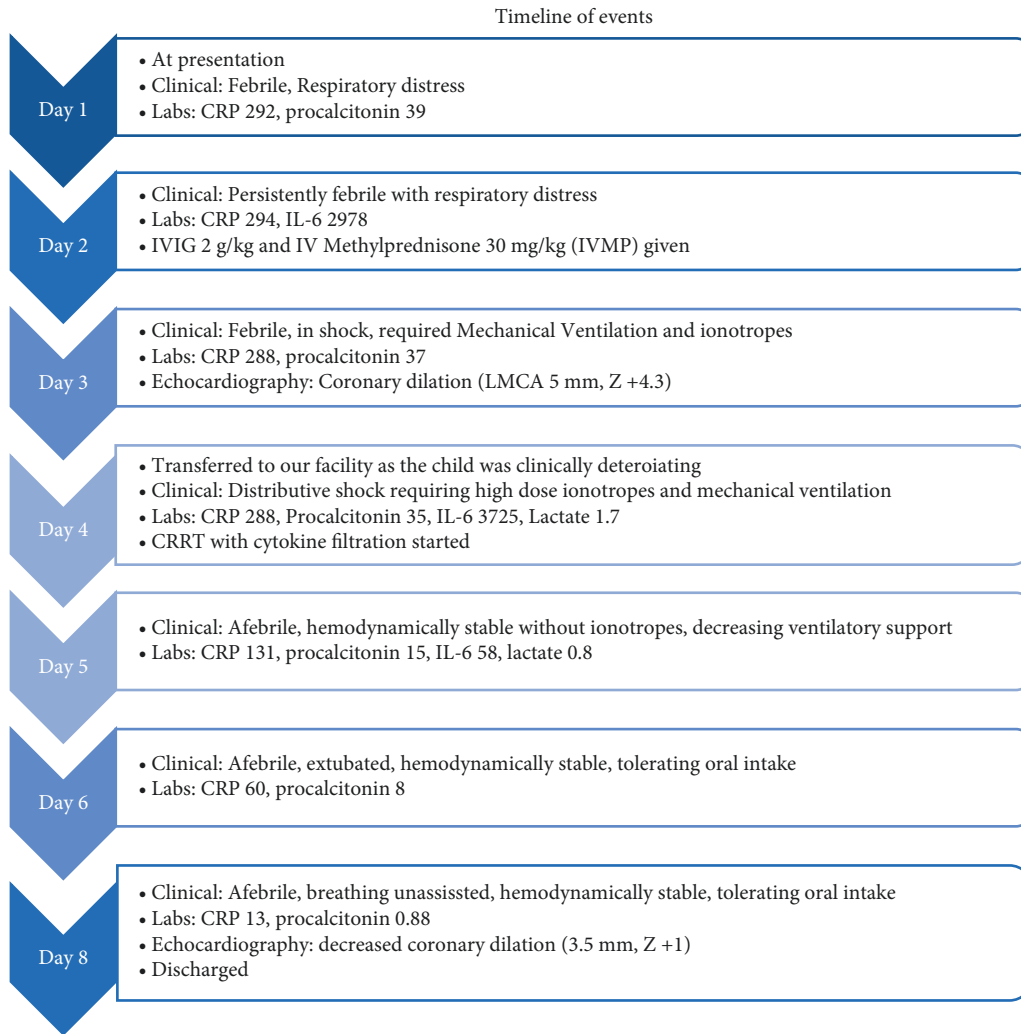 Timeline of events
Day 1
• At presentation
• Clinical: Febrile, Respiratory distress
• Labs: CRP 292, procalcitonin 39
Day 2
• Clinical: Persistently febrile with respiratory distress
• Labs: CRP 294, IL-6 2978
• IVIG 2 g/kg and IV Methylprednisone 30 mg/kg (IVMP) given
Day 3
• Clinical: Febrile, in shock, required Mechanical Ventilation and ionotropes
• Labs: CRP 288, procalcitonin 37
• Echocardiography: Coronary dilation (LMCA 5 mm, Z +4.3)
Day 4
• Transferred to our facility as the child was clinically deteroiating
• Clinical: Distributive shock requiring high dose ionotropes and mechanical ventilation
• Labs: CRP 288, Procalcitonin 35, IL-6 3725, Lactate 1.7
• CRRT with cytokine filtration started
Day 5
• Clinical: Afebrile, hemodynamically stable without ionotropes, decreasing ventilatory support
• Labs: CRP 131, procalcitonin 15, IL-6 58, lactate 0.8
Day 6
• Clinical: Afebrile, extubated, hemodynamically stable, tolerating oral intake
• Labs: CRP 60, procalcitonin 8
Day 8
• Clinical: Afebrile, breathing unassissted, hemodynamically stable, tolerating oral intake
• Labs: CRP 13, procalcitonin 0.88
• Echocardiography: decreased coronary dilation (3.5 mm, Z +1)
• Discharged